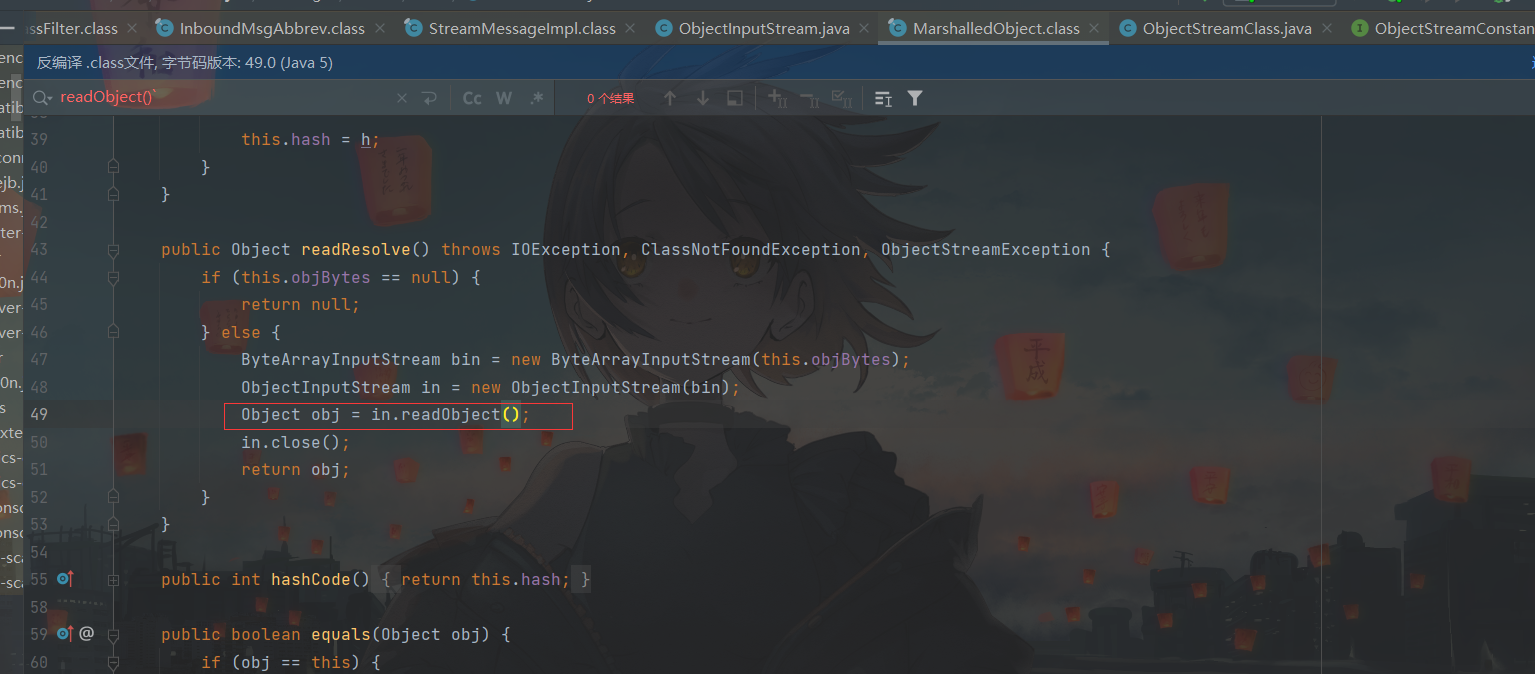 ssFilter.class InboundMsgAbbrev.class StreamMessageImpl.class ObjectInputStream.java MarshalledObject.class ObjectStreamClass.java ObjectStreamConstan
反编译 .class文件, 字节码版本: 49.0 (Java 5)
readObject()` Cc W .* 0 个结果
39 this.hash = h;
40 }
41 }
42
43 public Object readResolve() throws IOException, ClassNotFoundException, ObjectStreamException {
44 if (this.objBytes == null) {
45 return null;
46 } else {
47 ByteArrayInputStream bin = new ByteArrayInputStream(this.objBytes);
48 ObjectInputStream in = new ObjectInputStream(bin);
49 Object obj = in.readObject();
50 in.close();
51 return obj;
52 }
53 }
54
55 public int hashCode() { return this.hash; }
58
59 @ public boolean equals(Object obj) {
60 if (obj == this) {